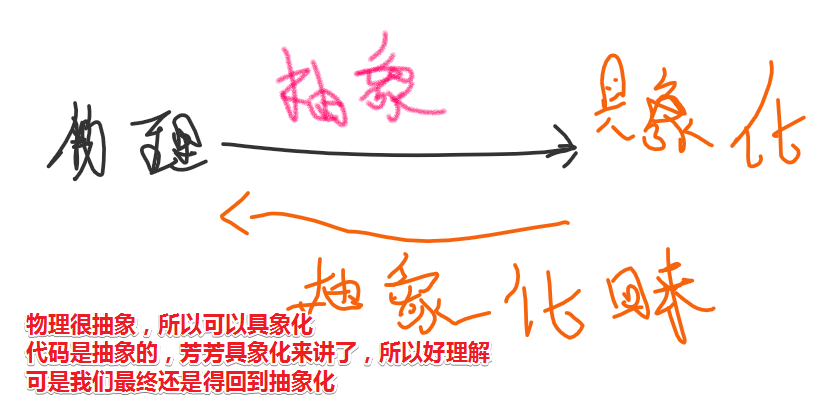 抽象
物理
具象化
抽象化回来
物理很抽象，所以可以具象化
代码是抽象的，芳芳具象化来讲了，所以好理解
可是我们最终还是得回到抽象化